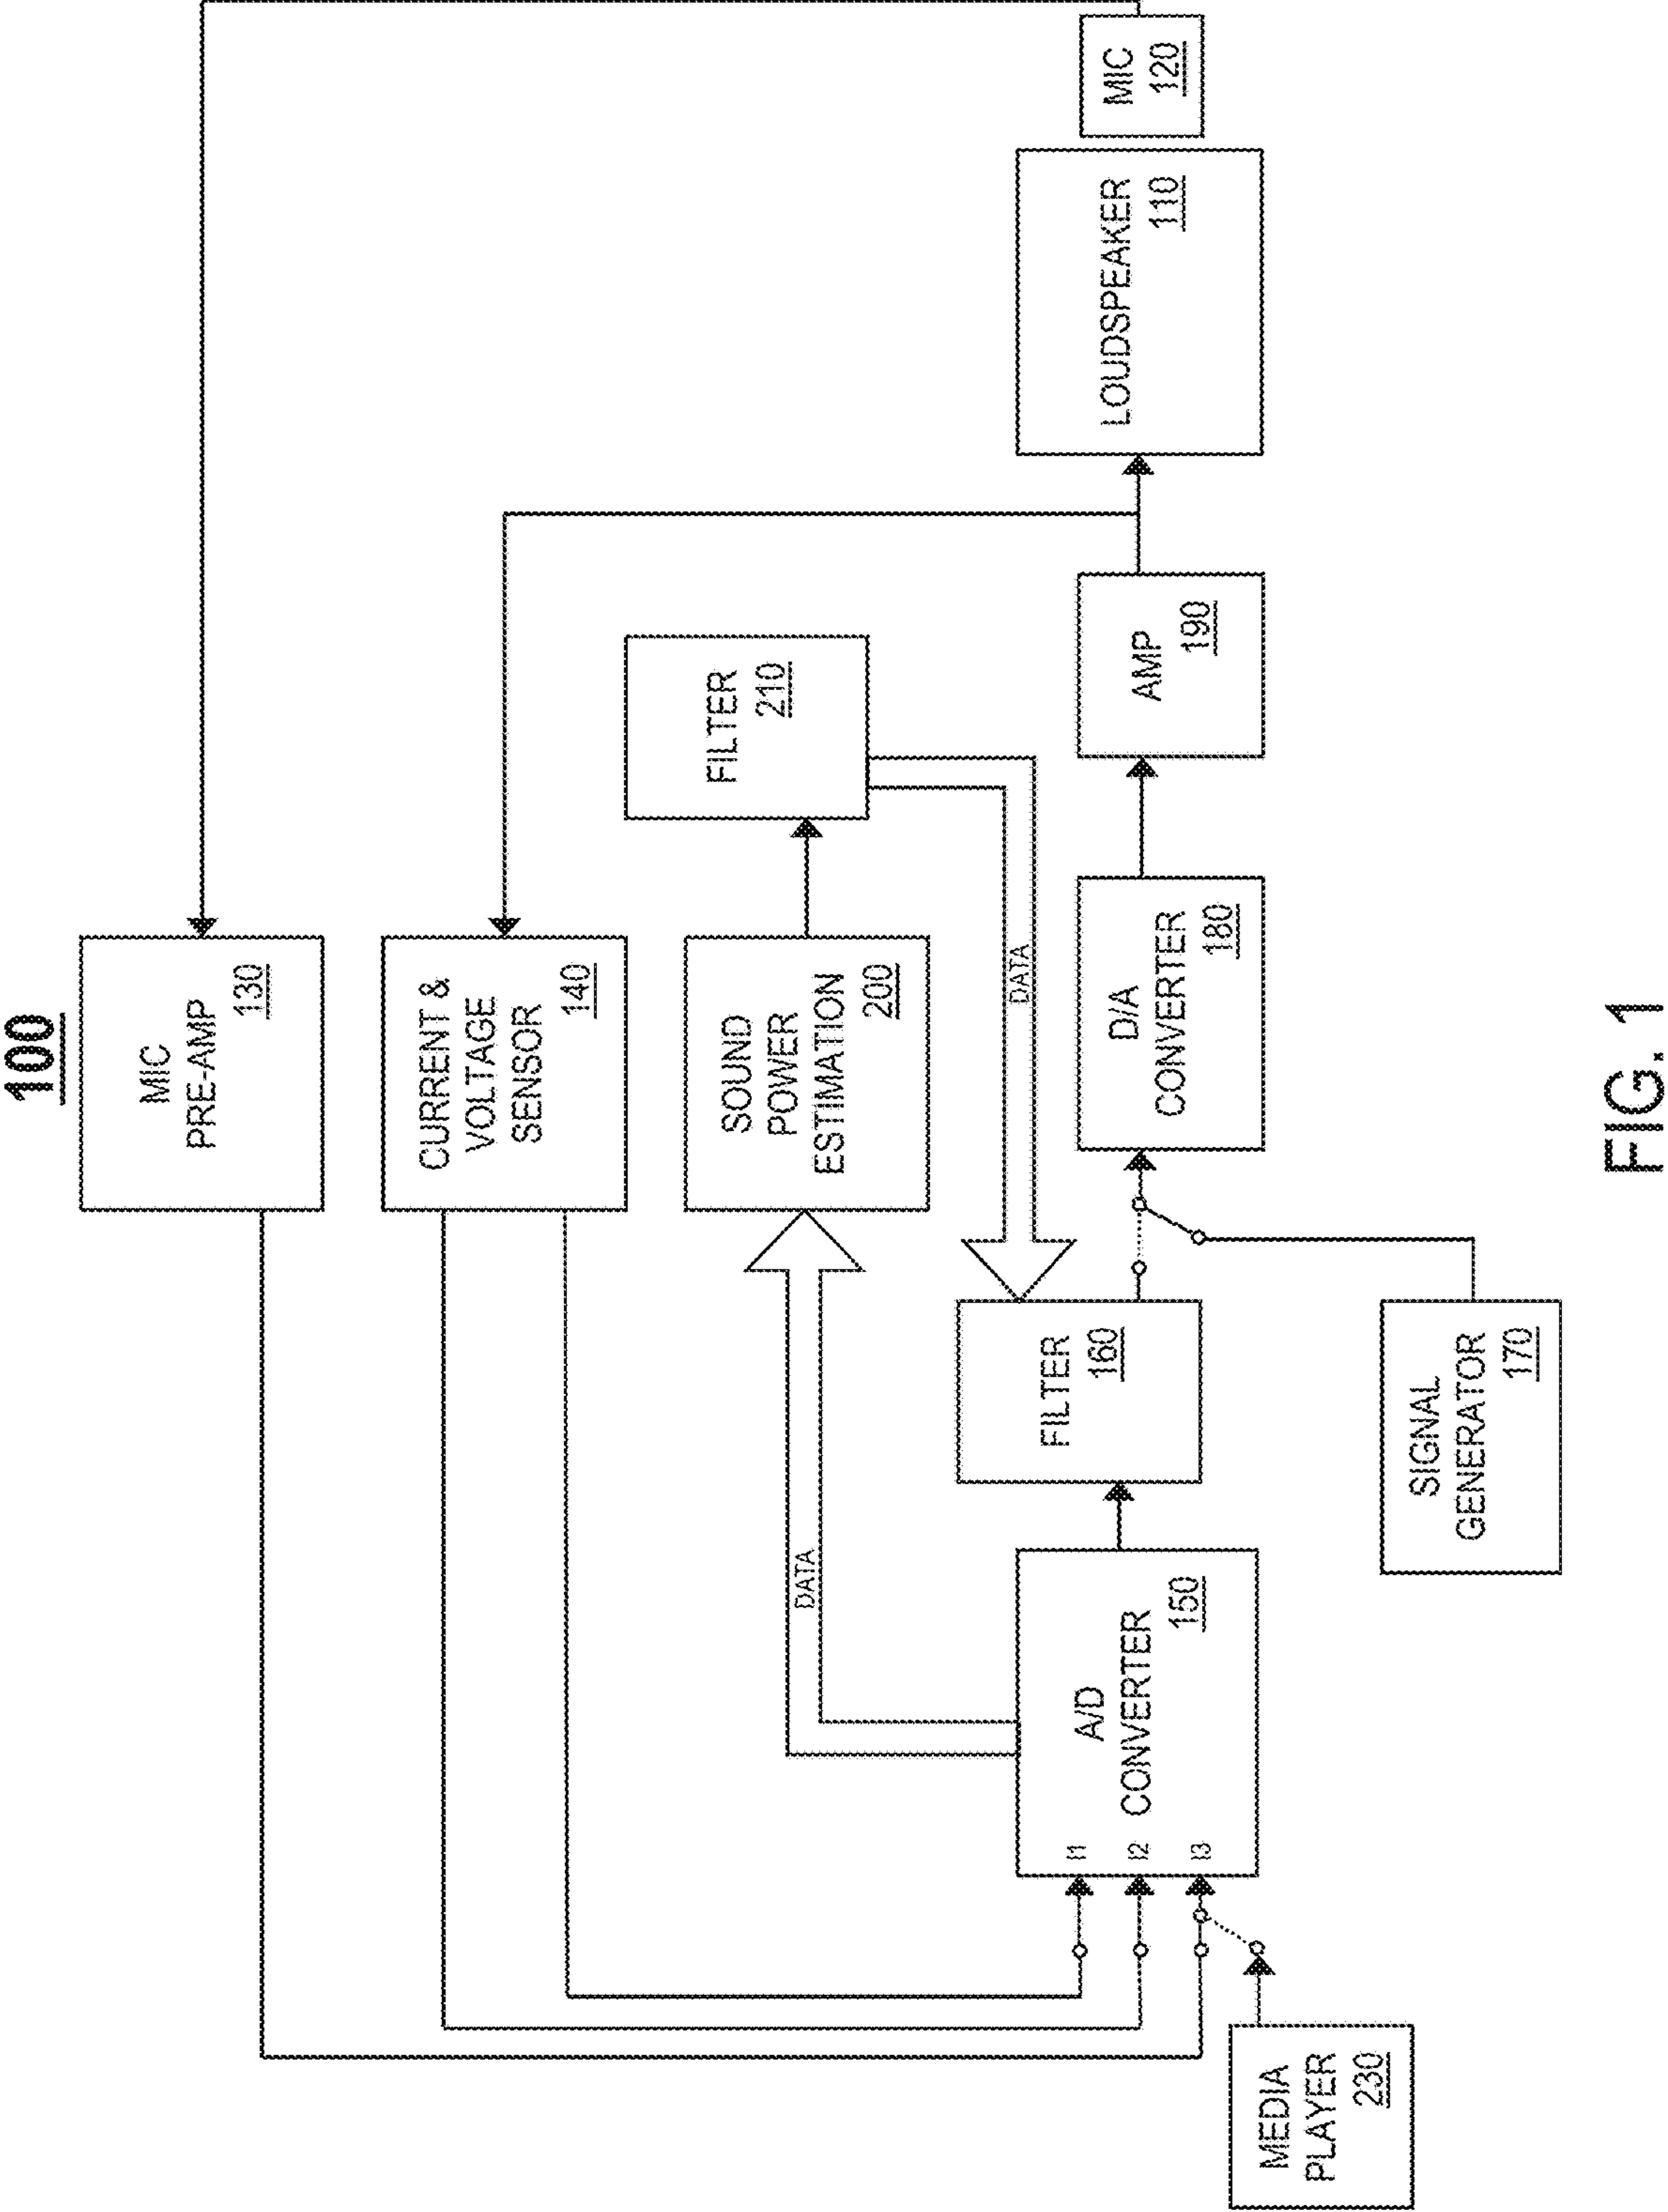 100
MIC
PRE-AMP
130
CURRENT &
VOLTAGE
SENSOR
140
SOUND
POWER
ESTIMATION
200
FILTER
210
DATA
DATA
MEDIA
PLAYER
230
I1
I2
I3
A/D
CONVERTER
150
FILTER
160
SIGNAL
GENERATOR
170
D/A
CONVERTER
180
AMP
190
LOUDSPEAKER
110
MIC
120
FIG. 1